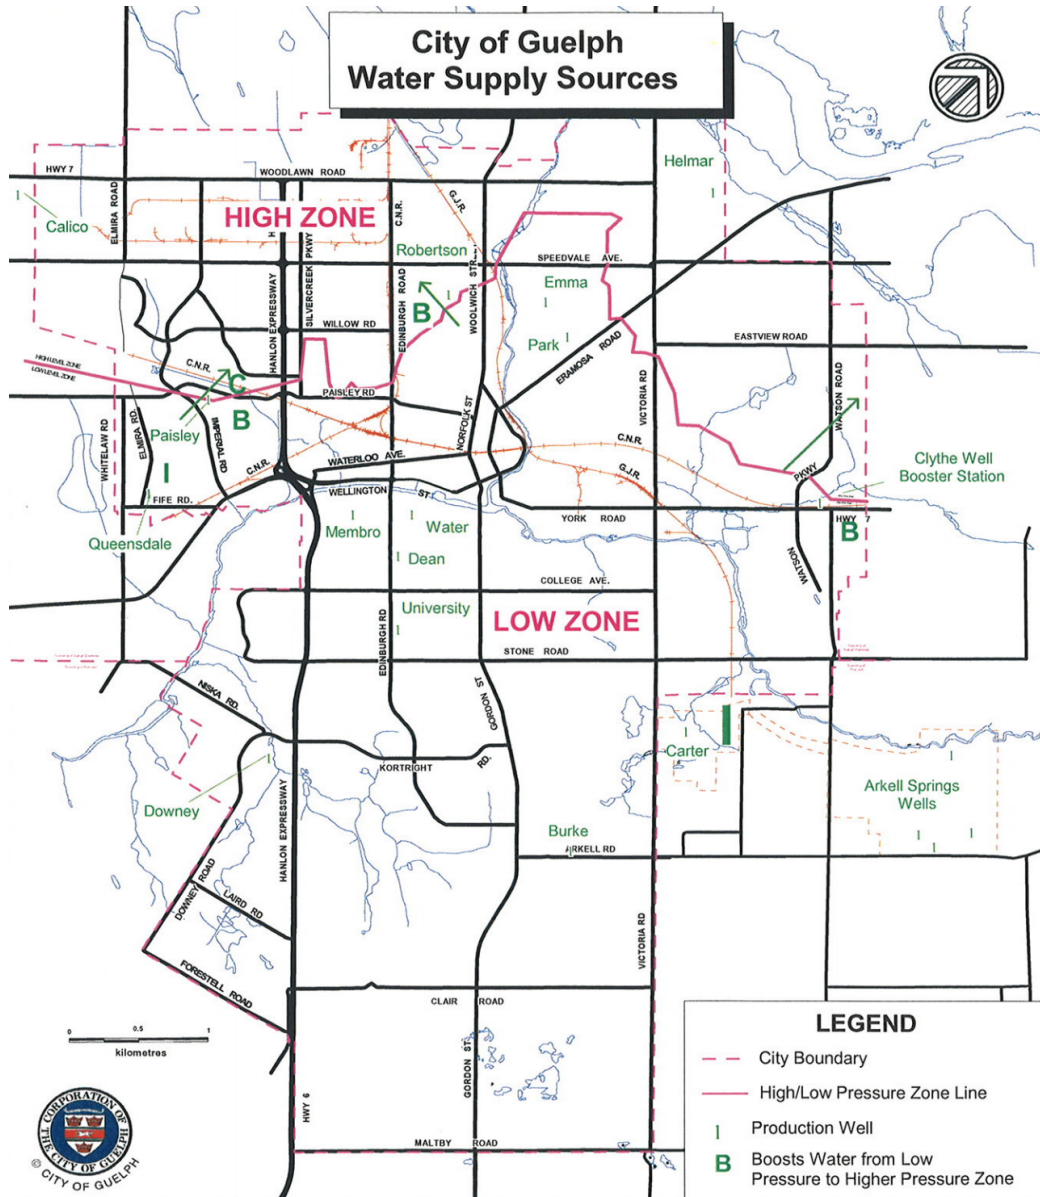 City of Guelph
Water Supply Sources
Helmar
HWY 7
WOODLAWN ROAD
ELMIRA ROAD
Calico
HIGH ZONE
H
SILVERCREEK PKWY
C.N.R.
G.J.R.
Robertson
WOOLWICH STRE
SPEEDVALE AVE.
HANLON EXPRESSWAY
EDINBURGH ROAD
Emma
B
WILLOW RD
Park
ERAMOSA ROAD
EASTVIEW ROAD
HIGH LEVEL ZONE
LOW LEVEL ZONE
C.N.R.
C
PAISLEY RD
VICTORIA RD
WATSON ROAD
WHITELAW RD
ELMIRA RD.
Paisley
B
IMPERIAL RD
NORFOLK ST
C.N.R.
Clythe Well
Booster Station
I
C.N.R.
WATERLOO AVE.
G.J.R.
PKWY
FIFE RD.
WELLINGTON ST
Queensdale
Membro
Water
YORK ROAD
HWY 7
B
WATSON
Dean
COLLEGE AVE.
University
LOW ZONE
EDINBURGH RD
STONE ROAD
NISKA RD.
GORDON ST
Carter
KORTRIGHT RD.
Downey
Arkell Springs
Wells
HANLON EXPRESSWAY
Burke
ARKELL RD
DOWNEY ROAD
LAIRD RD
VICTORIA RD
FORESTELL ROAD
CLAIR ROAD
0 0.5 1
kilometres
GORDON ST.
HWY 6
MALTBY ROAD
LEGEND
City Boundary
High/Low Pressure Zone Line
Production Well
B Boosts Water from Low
Pressure to Higher Pressure Zone
THE CORPORATION OF
THE CITY OF GUELPH
© CITY OF GUELPH